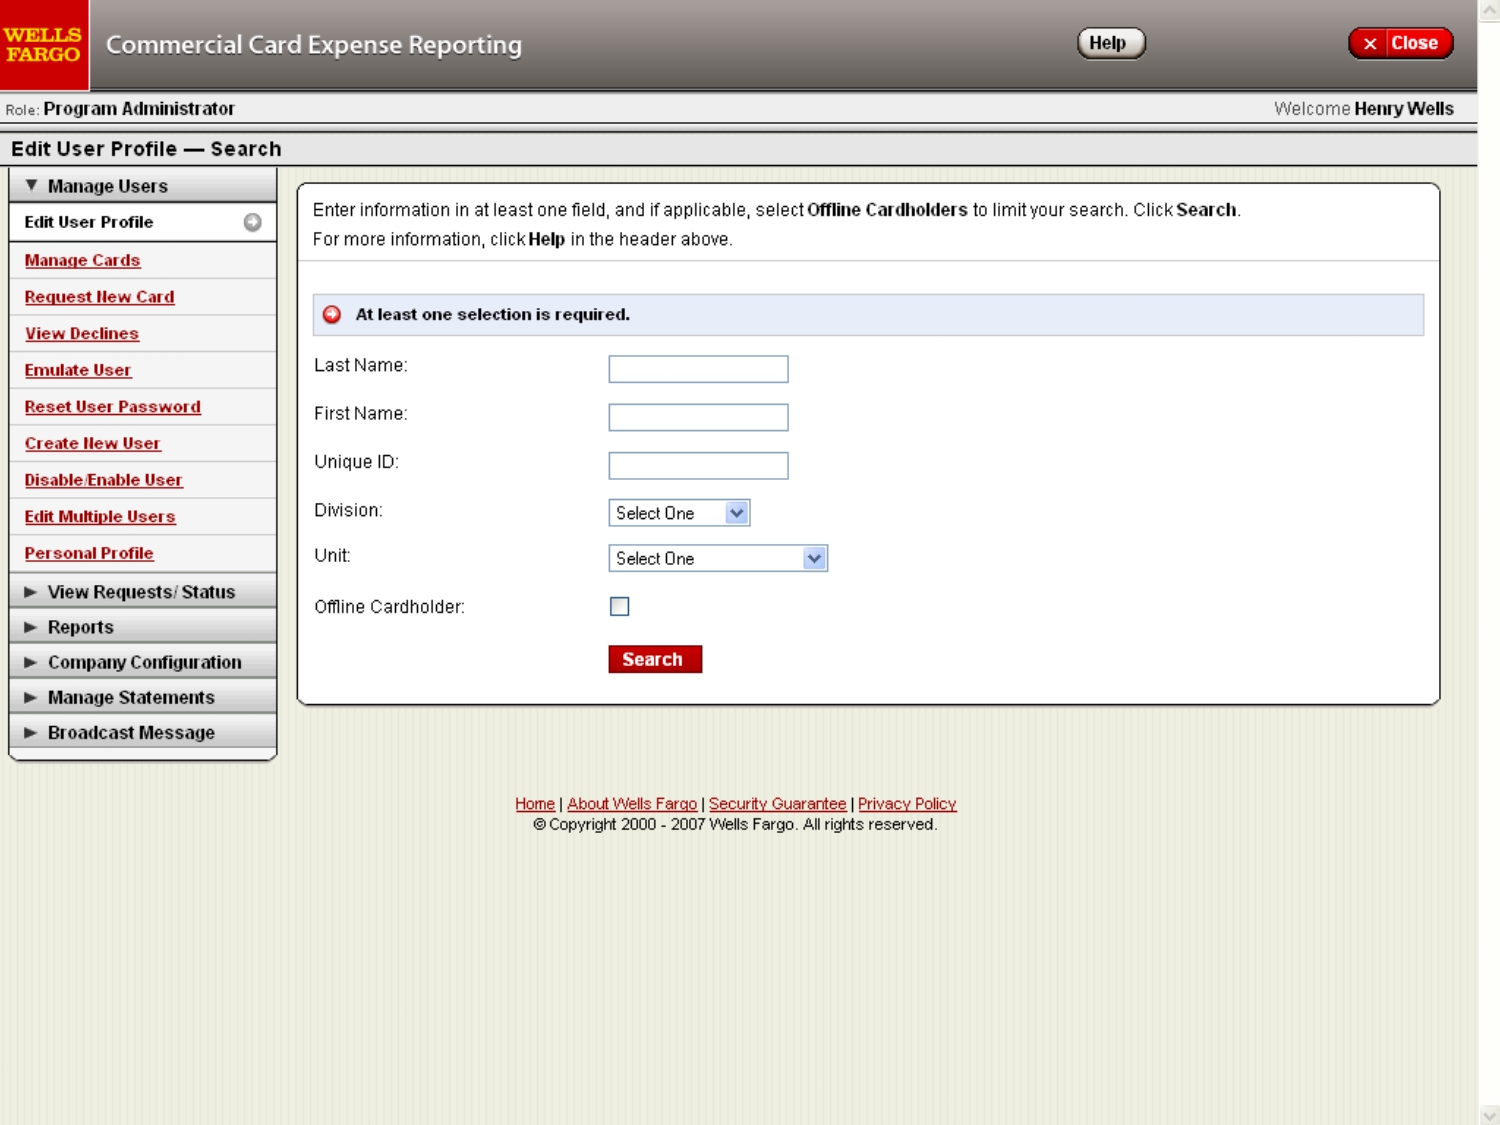 WELLS
FARGO
Commercial Card Expense Reporting
Help
× Close
Role: Program Administrator
Welcome Henry Wells
Edit User Profile — Search
Manage Users
Edit User Profile
Manage Cards
Request New Card
View Declines
Emulate User
Reset User Password
Create New User
Disable/Enable User
Edit Multiple Users
Personal Profile
View Requests/ Status
Reports
Company Configuration
Manage Statements
Broadcast Message
Enter information in at least one field, and if applicable, select Offline Cardholders to limit your search. Click Search.
For more information, click Help in the header above.
At least one selection is required.
Last Name:
First Name:
Unique ID:
Division: Select One
Unit: Select One
Offline Cardholder:
Search
Home | About Wells Fargo | Security Guarantee | Privacy Policy
© Copyright 2000 - 2007 Wells Fargo. All rights reserved.